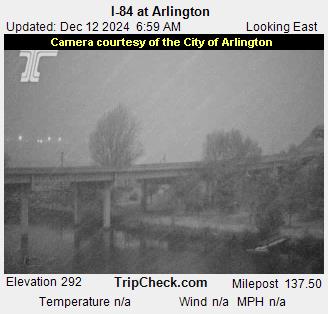 I-84 at Arlington
Updated: Dec 12 2024 6:59 AM Looking East
Camera courtesy of the City of Arlington
Elevation 292 TripCheck.com Milepost 137.50
Temperature n/a Wind n/a MPH n/a